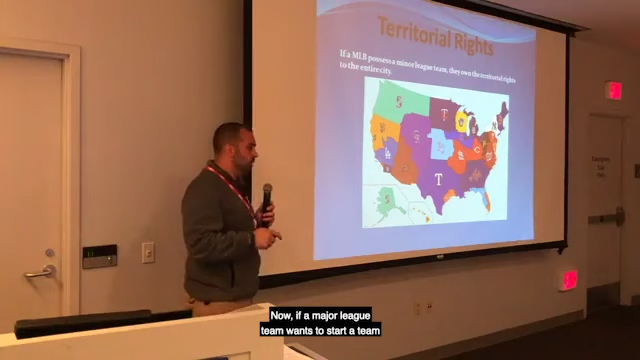 Territorial Rights
If a MLB possess a minor league team, they own the territorial rights
to the entire city.
T
T
EXIT
Now, if a major league
team wants to start a team